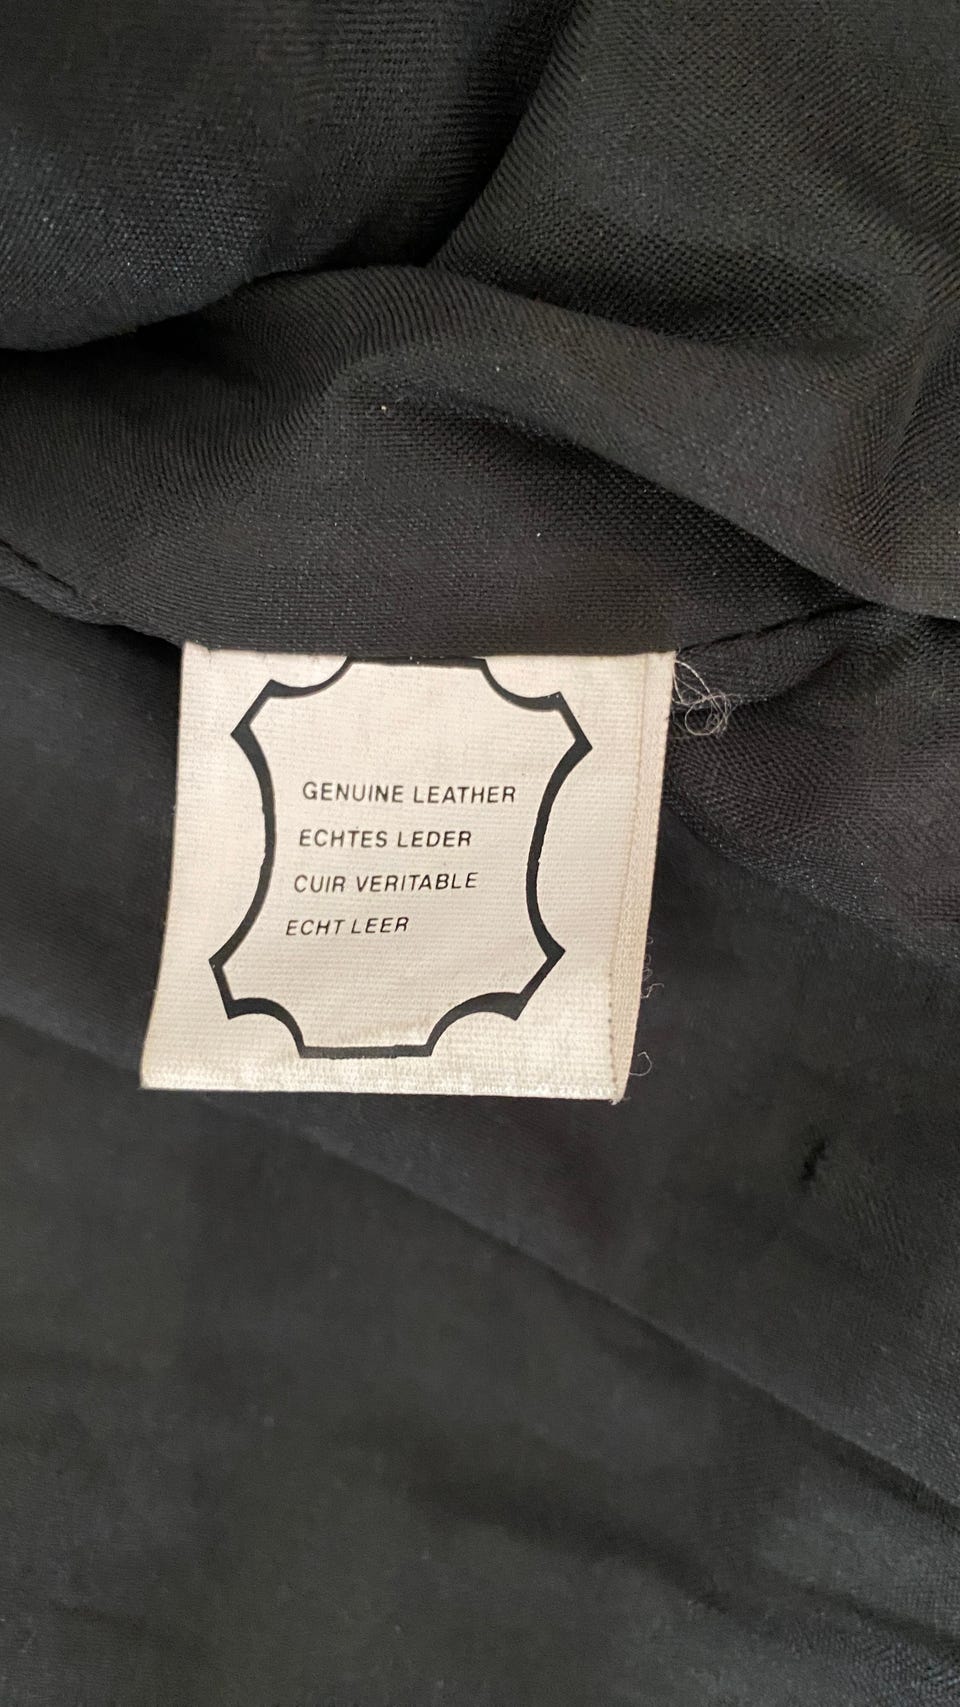 GENUINE LEATHER
ECHTES LEDER
CUIR VERITABLE
ECHT LEER